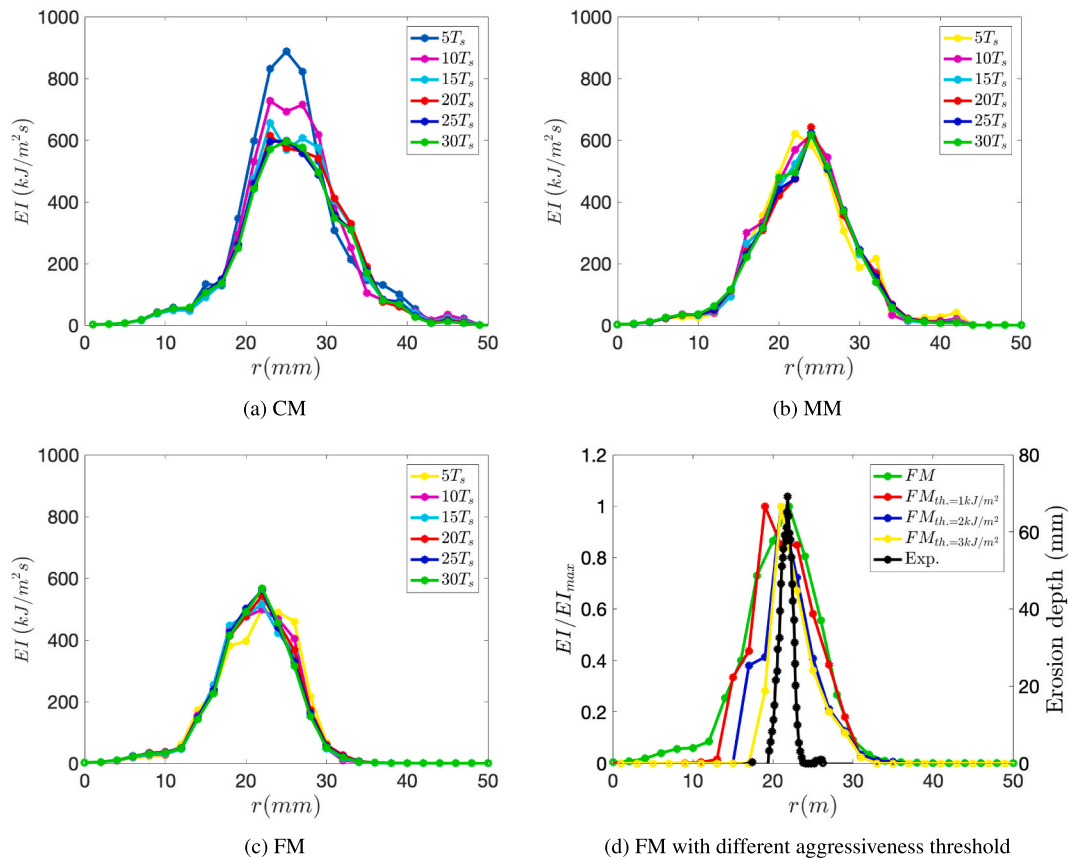 1000
800
600
400
200
0
EI (kJ/m²s)
0 10 20 30 40 50
r(mm)
5Tₛ
10Tₛ
15Tₛ
20Tₛ
25Tₛ
30Tₛ
(a) CM
1000
800
600
400
200
0
EI (kJ/m²s)
0 10 20 30 40 50
r(mm)
5Tₛ
10Tₛ
15Tₛ
20Tₛ
25Tₛ
30Tₛ
(b) MM
1000
800
600
400
200
0
EI (kJ/m²s)
0 10 20 30 40 50
r(mm)
5Tₛ
10Tₛ
15Tₛ
20Tₛ
25Tₛ
30Tₛ
(c) FM
1.2
1
0.8
0.6
0.4
0.2
0
EI/EI_max
0 10 20 30 40 50
r(m)
80
60
40
20
0
Erosion depth (mm)
FM
FM_th.=1kJ/m²
FM_th.=2kJ/m²
FM_th.=3kJ/m²
Exp.
(d) FM with different aggressiveness threshold